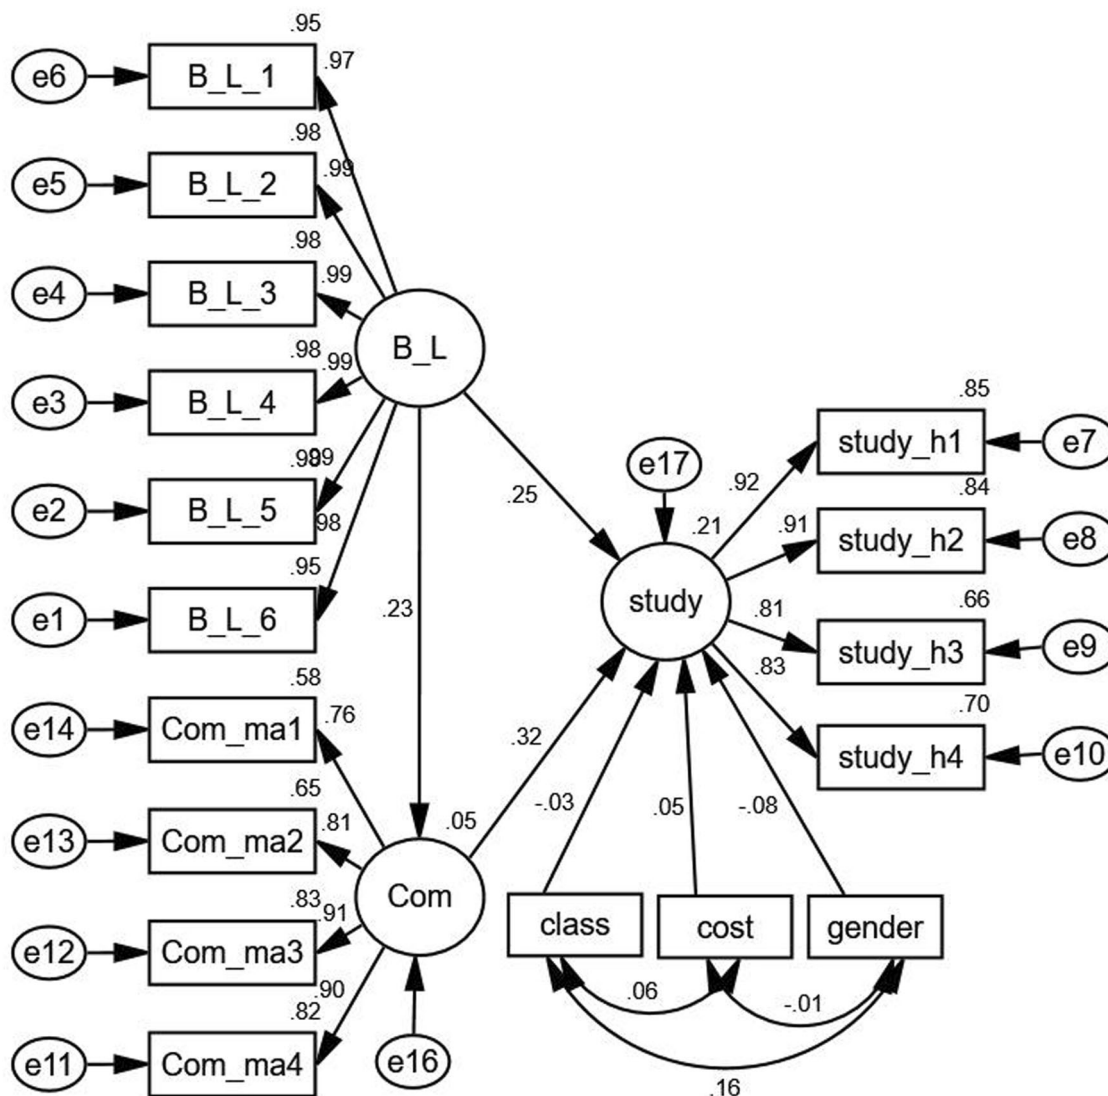 .95
e6
B_L_1
.97
.98
e5
B_L_2
.99
.98
e4
B_L_3
.99
.98
.99
e3
B_L_4
B_L
.99
e2
B_L_5
.98
.95
e1
B_L_6
.23
.25
e17
.21
study
.92
.85
study_h1
e7
.91
.84
study_h2
e8
.81
.66
study_h3
e9
.83
.70
study_h4
e10
.58
e14
Com_ma1
.76
.65
e13
Com_ma2
.81
.83
.91
e12
Com_ma3
.90
.82
e11
Com_ma4
.05
Com
e16
.32
-.03
.05
-.08
class
cost
gender
.06
-.01
.16